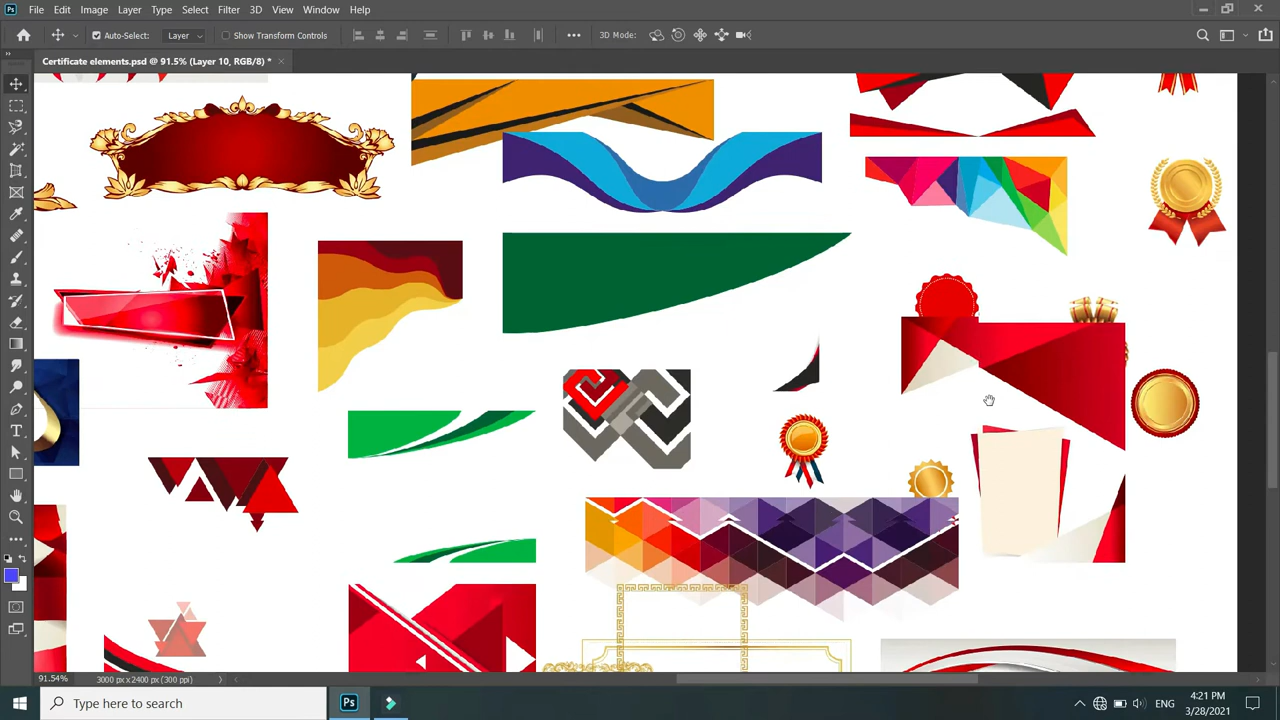 Ps File Edit Image Layer Type Select Filter 3D View Window Help
Auto-Select: Layer Show Transform Controls 3D Mode:
Certificate elements.psd @ 91.5% (Layer 10, RGB/8) *
91.54% 3000 px x 2400 px (300 ppi)
Type here to search
Ps
ENG
4:21 PM
3/28/2021